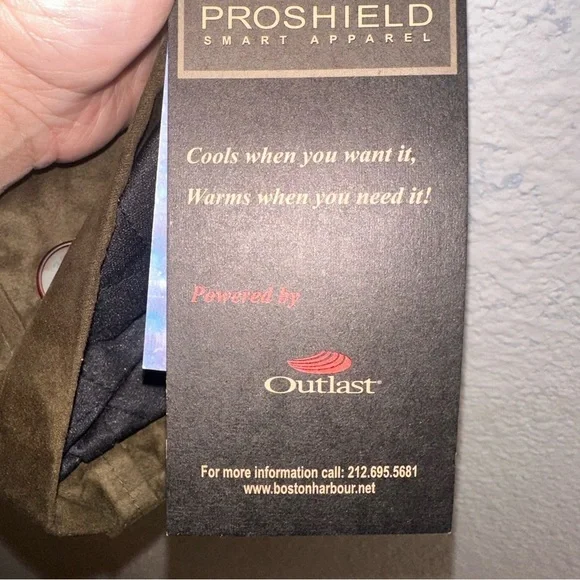 PROSHIELD
SMART APPAREL
Cools when you want it,
Warms when you need it!
Powered by
Outlast®
For more information call: 212.695.5681
www.bostonharbour.net